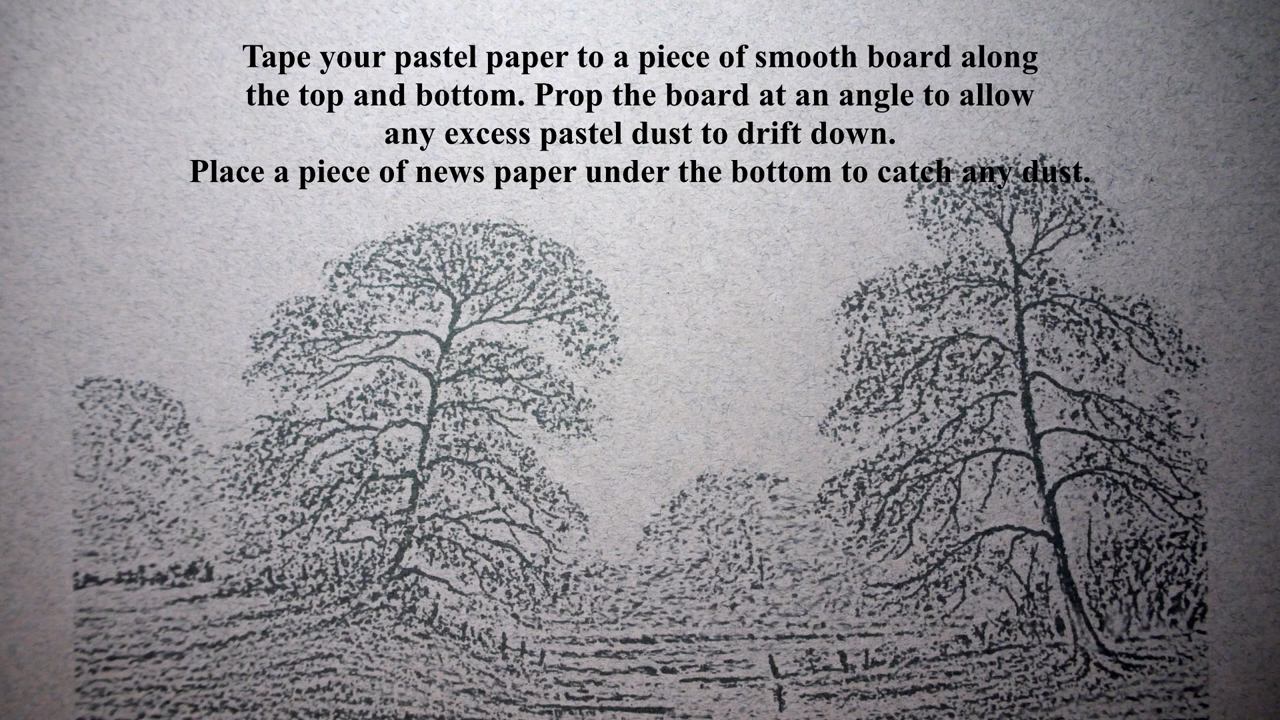 Tape your pastel paper to a piece of smooth board along
the top and bottom. Prop the board at an angle to allow
any excess pastel dust to drift down.
Place a piece of news paper under the bottom to catch any dust.